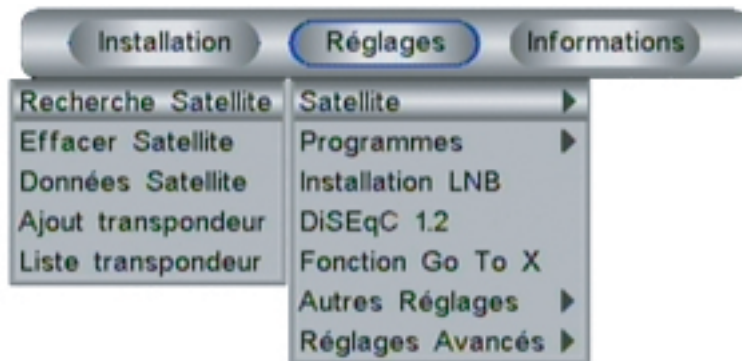 Installation Réglages Informations
Recherche Satellite
Effacer Satellite
Données Satellite
Ajout transpondeur
Liste transpondeur
Satellite
Programmes
Installation LNB
DiSEqC 1.2
Fonction Go To X
Autres Réglages
Réglages Avancés